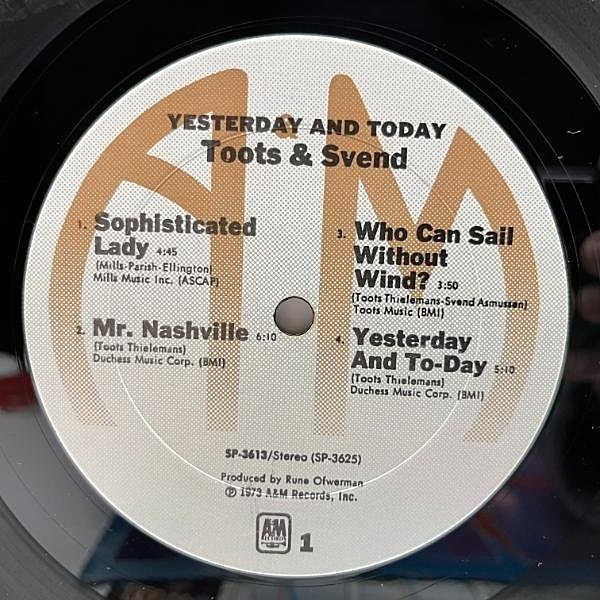 YESTERDAY AND TODAY
Toots & Svend
1. Sophisticated
Lady 4:45
(Mills-Parish-Ellington)
Mills Music Inc. (ASCAP)
2. Mr. Nashville 6:10
(Toots Thielemans)
Duchess Music Corp. (BMI)
3. Who Can Sail
Without
Wind? 3:50
(Toots Thielemans-Svend Asmussen)
Toots Music (BMI)
4. Yesterday
And To-Day 5:10
(Toots Thielemans)
Duchess Music Corp. (BMI)
SP-3613/Stereo (SP-3625)
Produced by Rune Ofwerman
℗ 1973 A&M Records, Inc.
A&M
RECORDS
1